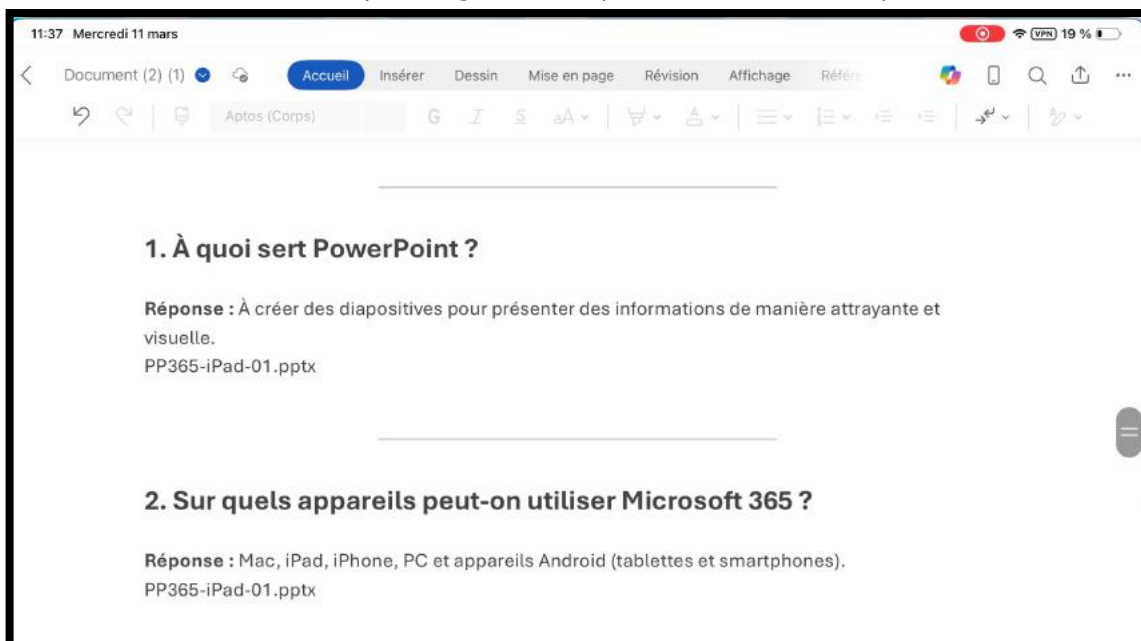 11:37 Mercredi 11 mars VPN 19 %
Document (2) (1) Accueil Insérer Dessin Mise en page Révision Affichage Référe
Aptos (Corps) G I S aA
1. À quoi sert PowerPoint ?
Réponse : À créer des diapositives pour présenter des informations de manière attrayante et
visuelle.
PP365-iPad-01.pptx
2. Sur quels appareils peut-on utiliser Microsoft 365 ?
Réponse : Mac, iPad, iPhone, PC et appareils Android (tablettes et smartphones).
PP365-iPad-01.pptx